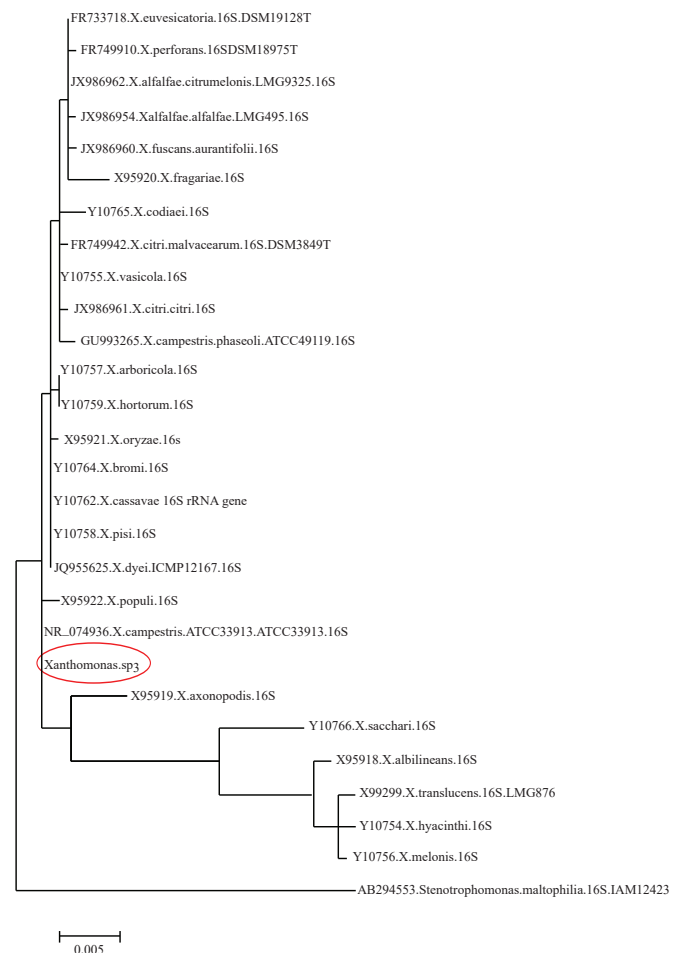 FR733718.X.euvesicatoria.16S.DSM19128T
FR749910.X.perforans.16SDSM18975T
JX986962.X.alfalfae.citrumelonis.LMG9325.16S
JX986954.Xalfalfae.alfalfae.LMG495.16S
JX986960.X.fuscans.aurantifolii.16S
X95920.X.fragariae.16S
Y10765.X.codiaei.16S
FR749942.X.citri.malvacearum.16S.DSM3849T
Y10755.X.vasicola.16S
JX986961.X.citri.citri.16S
GU993265.X.campestris.phaseoli.ATCC49119.16S
Y10757.X.arboricola.16S
Y10759.X.hortorum.16S
X95921.X.oryzae.16s
Y10764.X.bromi.16S
Y10762.X.cassavae 16S rRNA gene
Y10758.X.pisi.16S
JQ955625.X.dyei.ICMP12167.16S
X95922.X.populi.16S
NR_074936.X.campestris.ATCC33913.ATCC33913.16S
Xanthomonas.sp3
X95919.X.axonopodis.16S
Y10766.X.sacchari.16S
X95918.X.albilineans.16S
X99299.X.translucens.16S.LMG876
Y10754.X.hyacinthi.16S
Y10756.X.melonis.16S
AB294553.Stenotrophomonas.maltophilia.16S.IAM12423
0.005